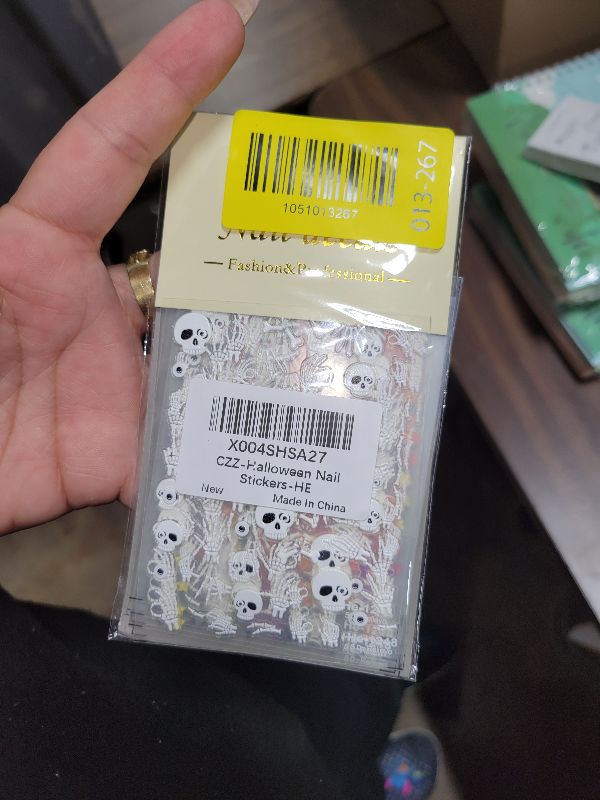 1051013267
013-267
Fashion&Professional
X004SHSA27
CZZ-Halloween Nail
Stickers-HE
New Made in China